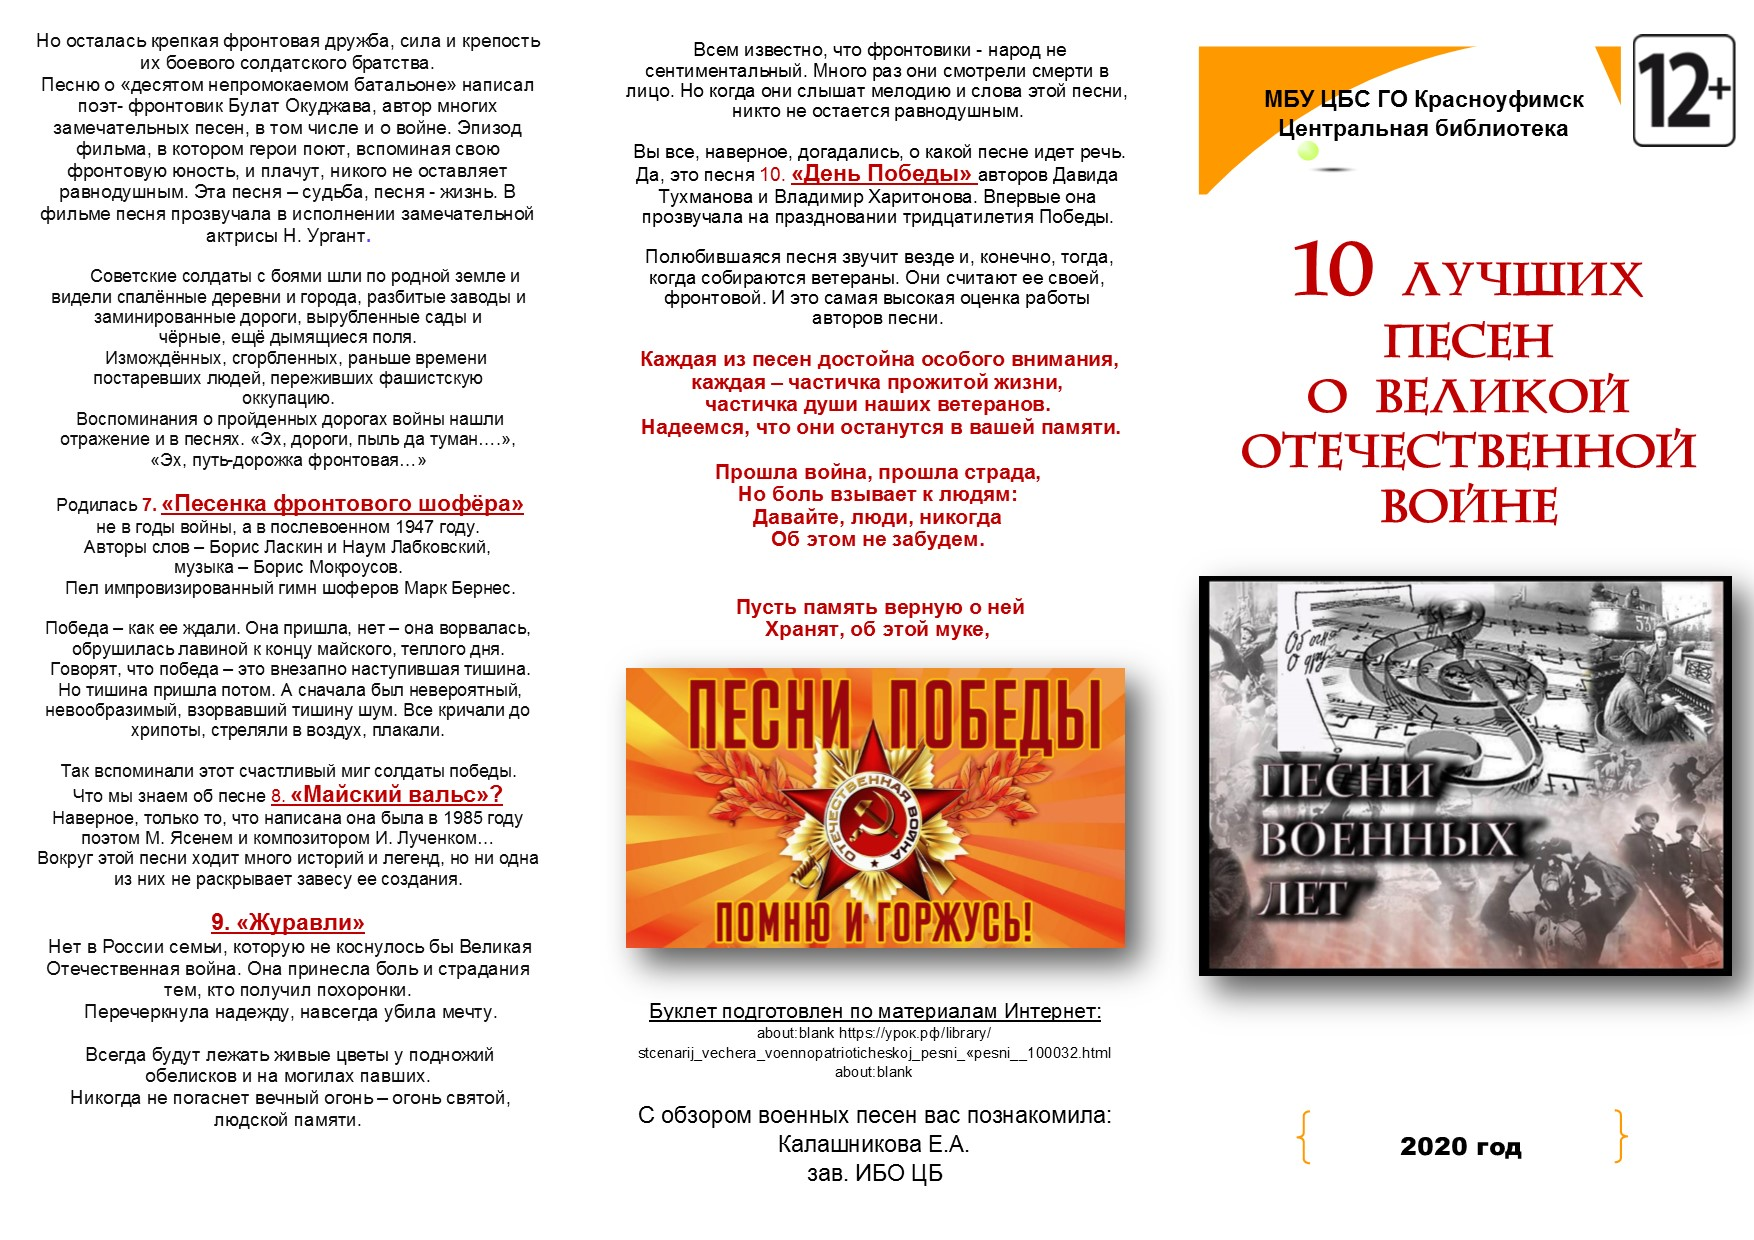 Но осталась крепкая фронтовая дружба, сила и крепость
их боевого солдатского братства.
Песню о «десятом непромокаемом батальоне» написал
поэт- фронтовик Булат Окуджава, автор многих
замечательных песен, в том числе и о войне. Эпизод
фильма, в котором герои поют, вспоминая свою
фронтовую юность, и плачут, никого не оставляет
равнодушным. Эта песня – судьба, песня - жизнь. В
фильме песня прозвучала в исполнении замечательной
актрисы Н. Ургант.
Советские солдаты с боями шли по родной земле и
видели спалённые деревни и города, разбитые заводы и
заминированные дороги, вырубленные сады и
чёрные, ещё дымящиеся поля.
Измождённых, сгорбленных, раньше времени
постаревших людей, переживших фашистскую
оккупацию.
Воспоминания о пройденных дорогах войны нашли
отражение и в песнях. «Эх, дороги, пыль да туман….»,
«Эх, путь-дорожка фронтовая…»
Родилась 7. «Песенка фронтового шофёра»
не в годы войны, а в послевоенном 1947 году.
Авторы слов – Борис Ласкин и Наум Лабковский,
музыка – Борис Мокроусов.
Пел импровизированный гимн шоферов Марк Бернес.
Победа – как ее ждали. Она пришла, нет – она ворвалась,
обрушилась лавиной к концу майского, теплого дня.
Говорят, что победа – это внезапно наступившая тишина.
Но тишина пришла потом. А сначала был невероятный,
невообразимый, взорвавший тишину шум. Все кричали до
хрипоты, стреляли в воздух, плакали.
Так вспоминали этот счастливый миг солдаты победы.
Что мы знаем об песне 8. «Майский вальс»?
Наверное, только то, что написана она была в 1985 году
поэтом М. Ясенем и композитором И. Лученком…
Вокруг этой песни ходит много историй и легенд, но ни одна
из них не раскрывает завесу ее создания.
9. «Журавли»
Нет в России семьи, которую не коснулось бы Великая
Отечественная война. Она принесла боль и страдания
тем, кто получил похоронки.
Перечеркнула надежду, навсегда убила мечту.
Всегда будут лежать живые цветы у подножий
обелисков и на могилах павших.
Никогда не погаснет вечный огонь – огонь святой,
людской памяти.
Всем известно, что фронтовики - народ не
сентиментальный. Много раз они смотрели смерти в
лицо. Но когда они слышат мелодию и слова этой песни,
никто не остается равнодушным.
Вы все, наверное, догадались, о какой песне идет речь.
Да, это песня 10. «День Победы» авторов Давида
Тухманова и Владимир Харитонова. Впервые она
прозвучала на праздновании тридцатилетия Победы.
Полюбившаяся песня звучит везде и, конечно, тогда,
когда собираются ветераны. Они считают ее своей,
фронтовой. И это самая высокая оценка работы
авторов песни.
Каждая из песен достойна особого внимания,
каждая – частичка прожитой жизни,
частичка души наших ветеранов.
Надеемся, что они останутся в вашей памяти.
Прошла война, прошла страда,
Но боль взывает к людям:
Давайте, люди, никогда
Об этом не забудем.
Пусть память верную о ней
Хранят, об этой муке,
ПЕСНИ ПОБЕДЫ
ОТЕЧЕСТВЕННАЯ ВОЙНА
ПОМНЮ И ГОРЖУСЬ!
Буклет подготовлен по материалам Интернет:
about:blank https://урок.рф/library/
stcenarij_vechera_voennopatrioticheskoj_pesni_«pesni__100032.html
about:blank
С обзором военных песен вас познакомила:
Калашникова Е.А.
зав. ИБО ЦБ
МБУ ЦБС ГО Красноуфимск
Центральная библиотека
12+
10 ЛУЧШИХ
ПЕСЕН
О ВЕЛИКОЙ
ОТЕЧЕСТВЕННОЙ
ВОЙНЕ
Об огня
О дру
537
ПЕСНИ
ВОЕННЫХ
ЛЕТ
2020 год